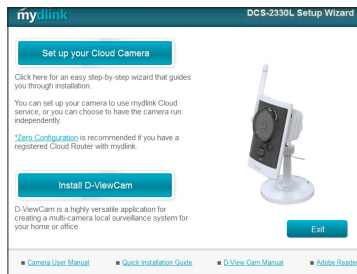 mydlink DCS-2330L Setup Wizard
Set up your Cloud Camera
Click here for an easy step-by-step wizard that guides
you through installation.
You can set up your camera to use mydlink Cloud
service, or you can choose to have the camera run
independently.
*Zero Configuration is recommended if you have a
registered Cloud Router with mydlink.
Install D-ViewCam
D-ViewCam is a highly versatile application for
creating a multi-camera local surveillance system for
your home or office.
Exit
Camera User Manual Quick Installation Guide D-View Cam Manual Adobe Reader